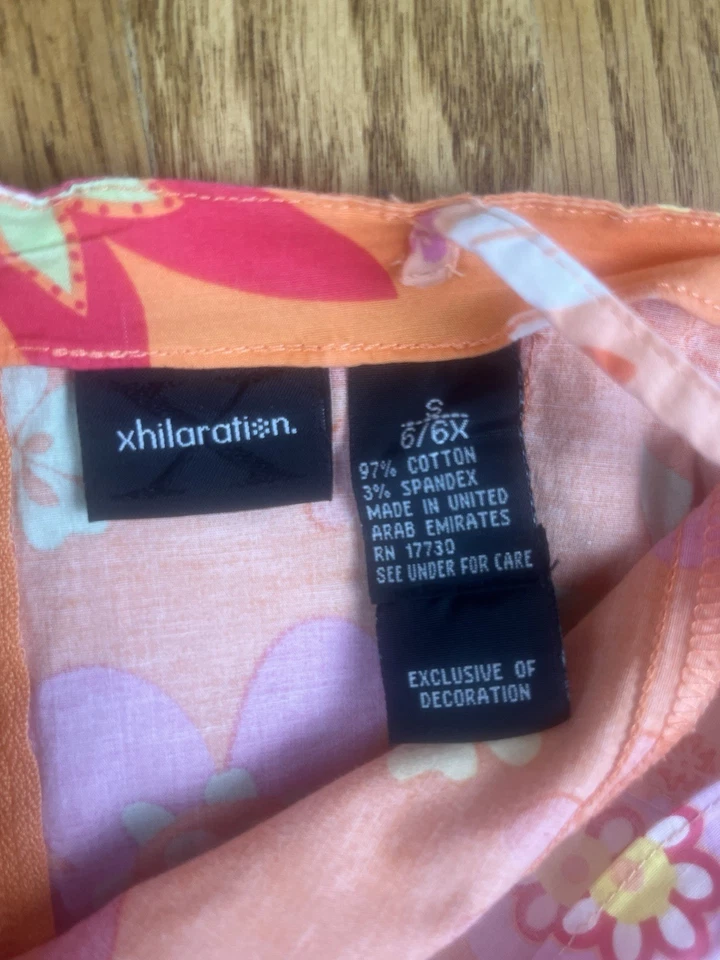 xhilaration.
S
6/6X
97% COTTON
3% SPANDEX
MADE IN UNITED
ARAB EMIRATES
RN 17730
SEE UNDER FOR CARE
EXCLUSIVE OF
DECORATION